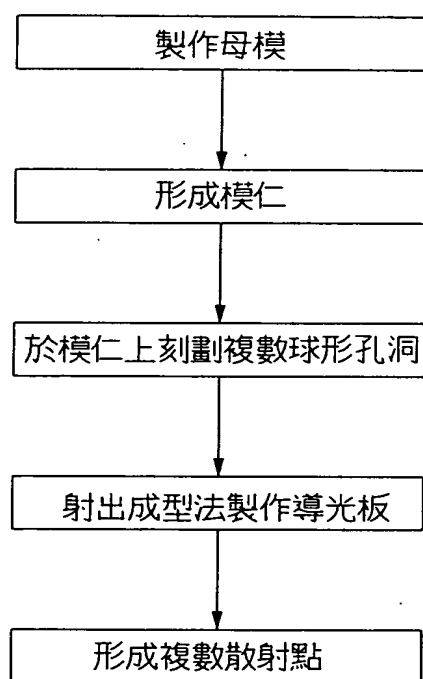 製作母模
形成模仁
於模仁上刻劃複數球形孔洞
射出成型法製作導光板
形成複數散射點